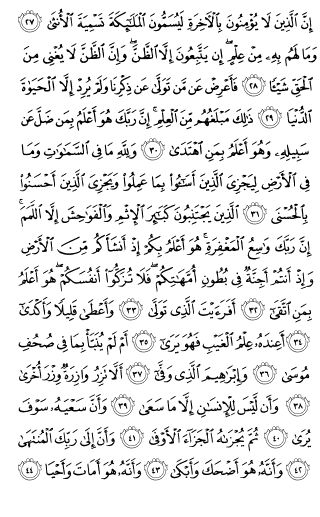 إِنَّ ٱلَّذِينَ لَا يُؤْمِنُونَ بِٱلْءَاخِرَةِ لَيُسَمُّونَ ٱلْمَلَٰٓئِكَةَ تَسْمِيَةَ ٱلْأُنثَىٰ ٢٧
وَمَا لَهُم بِهِۦ مِنْ عِلْمٍ ۖ إِن يَتَّبِعُونَ إِلَّا ٱلظَّنَّ ۖ وَإِنَّ ٱلظَّنَّ لَا يُغْنِى مِنَ
ٱلْحَقِّ شَيْـًٔا ٢٨ فَأَعْرِضْ عَن مَّن تَوَلَّىٰ عَن ذِكْرِنَا وَلَمْ يُرِدْ إِلَّا ٱلْحَيَوٰةَ
ٱلدُّنْيَا ٢٩ ذَٰلِكَ مَبْلَغُهُم مِّنَ ٱلْعِلْمِ ۚ إِنَّ رَبَّكَ هُوَ أَعْلَمُ بِمَن ضَلَّ عَن
سَبِيلِهِۦ وَهُوَ أَعْلَمُ بِمَنِ ٱهْتَدَىٰ ٣٠ وَلِلَّهِ مَا فِى ٱلسَّمَٰوَٰتِ وَمَا
فِى ٱلْأَرْضِ لِيَجْزِىَ ٱلَّذِينَ أَسَٰٓـُٔوا۟ بِمَا عَمِلُوا۟ وَيَجْزِىَ ٱلَّذِينَ أَحْسَنُوا۟
بِٱلْحُسْنَى ٣١ ٱلَّذِينَ يَجْتَنِبُونَ كَبَٰٓئِرَ ٱلْإِثْمِ وَٱلْفَوَٰحِشَ إِلَّا ٱللَّمَمَ ۚ
إِنَّ رَبَّكَ وَٰسِعُ ٱلْمَغْفِرَةِ ۚ هُوَ أَعْلَمُ بِكُمْ إِذْ أَنشَأَكُم مِّنَ ٱلْأَرْضِ
وَإِذْ أَنتُمْ أَجِنَّةٌ فِى بُطُونِ أُمَّهَٰتِكُمْ ۖ فَلَا تُزَكُّوٓا۟ أَنفُسَكُمْ ۖ هُوَ أَعْلَمُ
بِمَنِ ٱتَّقَىٰٓ ٣٢ أَفَرَءَيْتَ ٱلَّذِى تَوَلَّىٰ ٣٣ وَأَعْطَىٰ قَلِيلًا وَأَكْدَىٰٓ
٣٤ أَعِندَهُۥ عِلْمُ ٱلْغَيْبِ فَهُوَ يَرَىٰٓ ٣٥ أَمْ لَمْ يُنَبَّأْ بِمَا فِى صُحُفِ
مُوسَىٰ ٣٦ وَإِبْرَٰهِيمَ ٱلَّذِى وَفَّىٰٓ ٣٧ أَلَّا تَزِرُ وَازِرَةٌ وِزْرَ أُخْرَىٰ
٣٨ وَأَن لَّيْسَ لِلْإِنسَٰنِ إِلَّا مَا سَعَىٰ ٣٩ وَأَنَّ سَعْيَهُۥ سَوْفَ
يُرَىٰ ٤٠ ثُمَّ يُجْزَىٰهُ ٱلْجَزَآءَ ٱلْأَوْفَىٰ ٤١ وَأَنَّ إِلَىٰ رَبِّكَ ٱلْمُنتَهَىٰ
٤٢ وَأَنَّهُۥ هُوَ أَضْحَكَ وَأَبْكَىٰ ٤٣ وَأَنَّهُۥ هُوَ أَمَاتَ وَأَحْيَا ٤٤